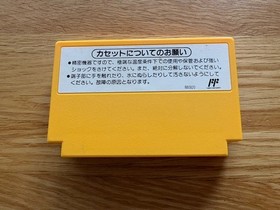 カセットについてのお願い
●精密機器ですので、極端な温度条件下での使用や保管および強い
ショックをさけてください。また、絶対に分解しないでください。
●端子部に手を触れたり、水にぬらしたりして汚さないようにして
ください。故障の原因となります。